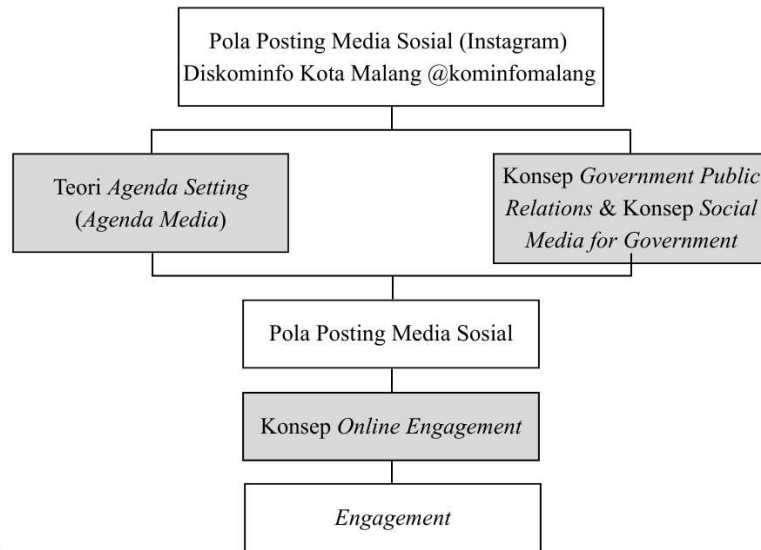 Pola Posting Media Sosial (Instagram)
Diskominfo Kota Malang @kominfomalang
Teori Agenda Setting
(Agenda Media)
Konsep Government Public
Relations & Konsep Social
Media for Government
Pola Posting Media Sosial
Konsep Online Engagement
Engagement